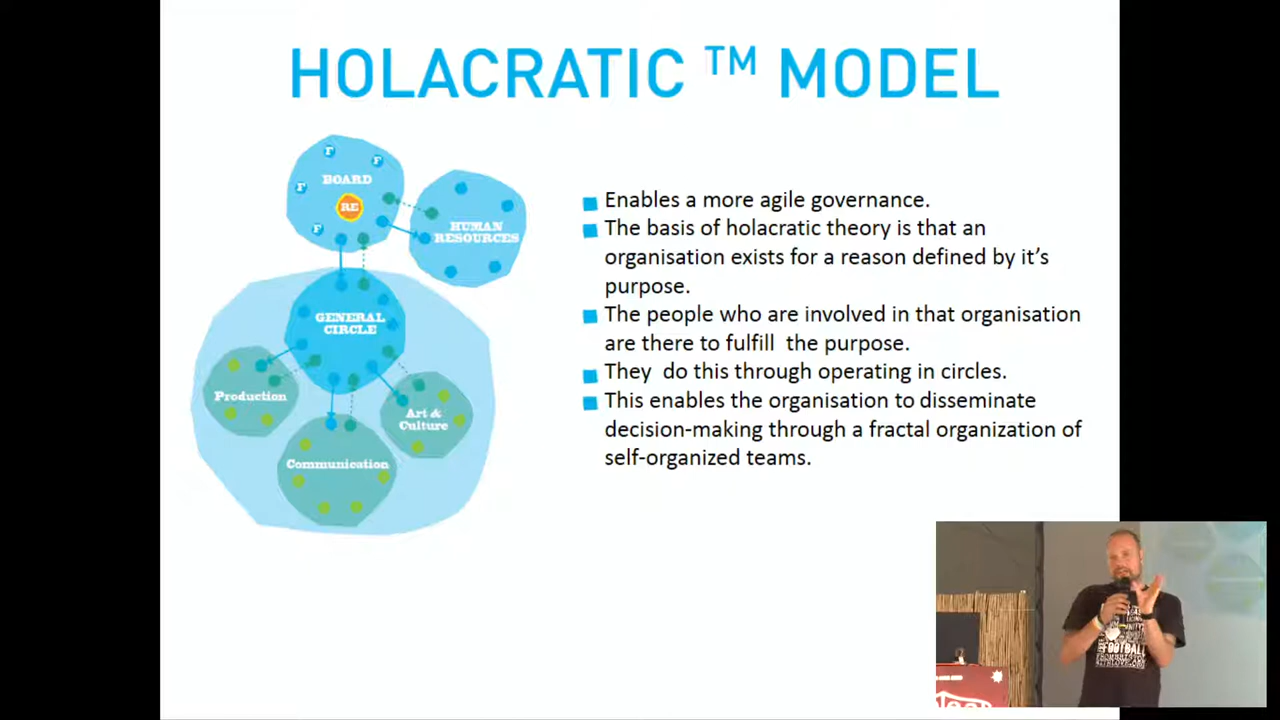 HOLACRATIC ™ MODEL
F
F
BOARD
F
RE
F
HUMAN
RESOURCES
GENERAL
CIRCLE
Production
Art &
Culture
Communication
Enables a more agile governance.
The basis of holacratic theory is that an
organisation exists for a reason defined by it’s
purpose.
The people who are involved in that organisation
are there to fulfill the purpose.
They do this through operating in circles.
This enables the organisation to disseminate
decision-making through a fractal organization of
self-organized teams.
FOOTBALL